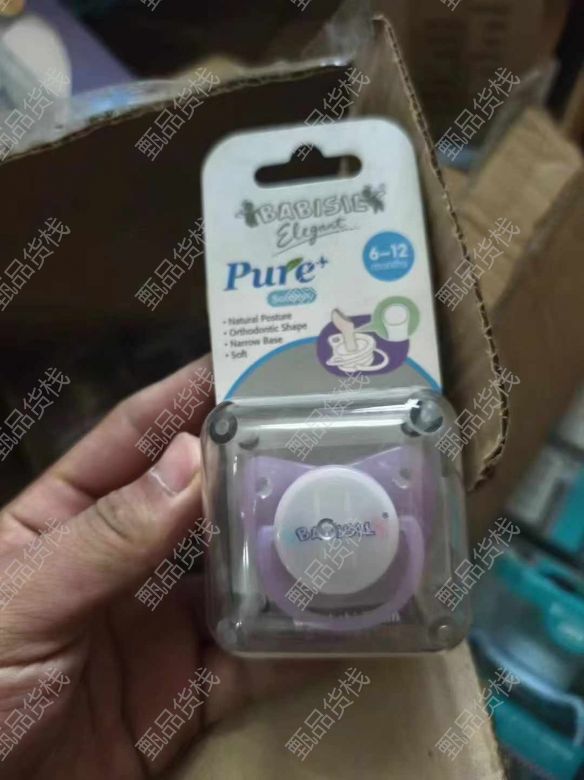 BABISIL
Elegant
Pure+
6-12
months
• Natural Posture
• Orthodontic Shape
• Narrow Base
• Soft
BABISIL
甄品货栈